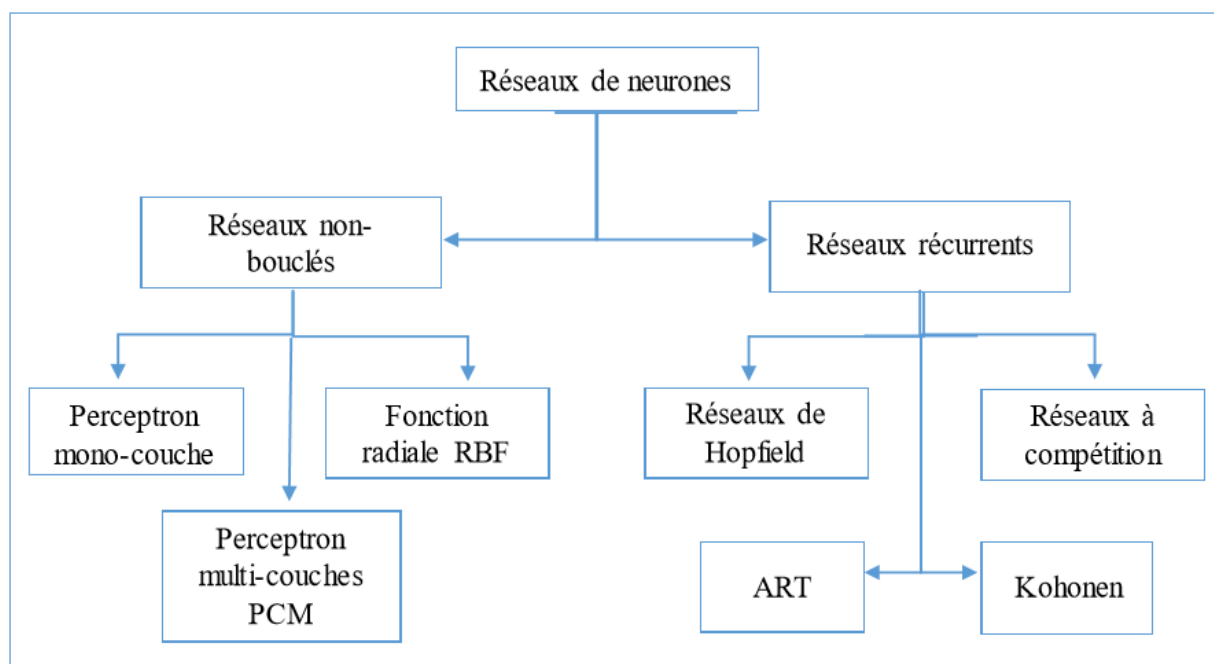 Réseaux de neurones
Réseaux non-
bouclés
Réseaux récurrents
Perceptron
mono-couche
Fonction
radiale RBF
Réseaux de
Hopfield
Réseaux à
compétition
Perceptron
multi-couches
PCM
ART
Kohonen